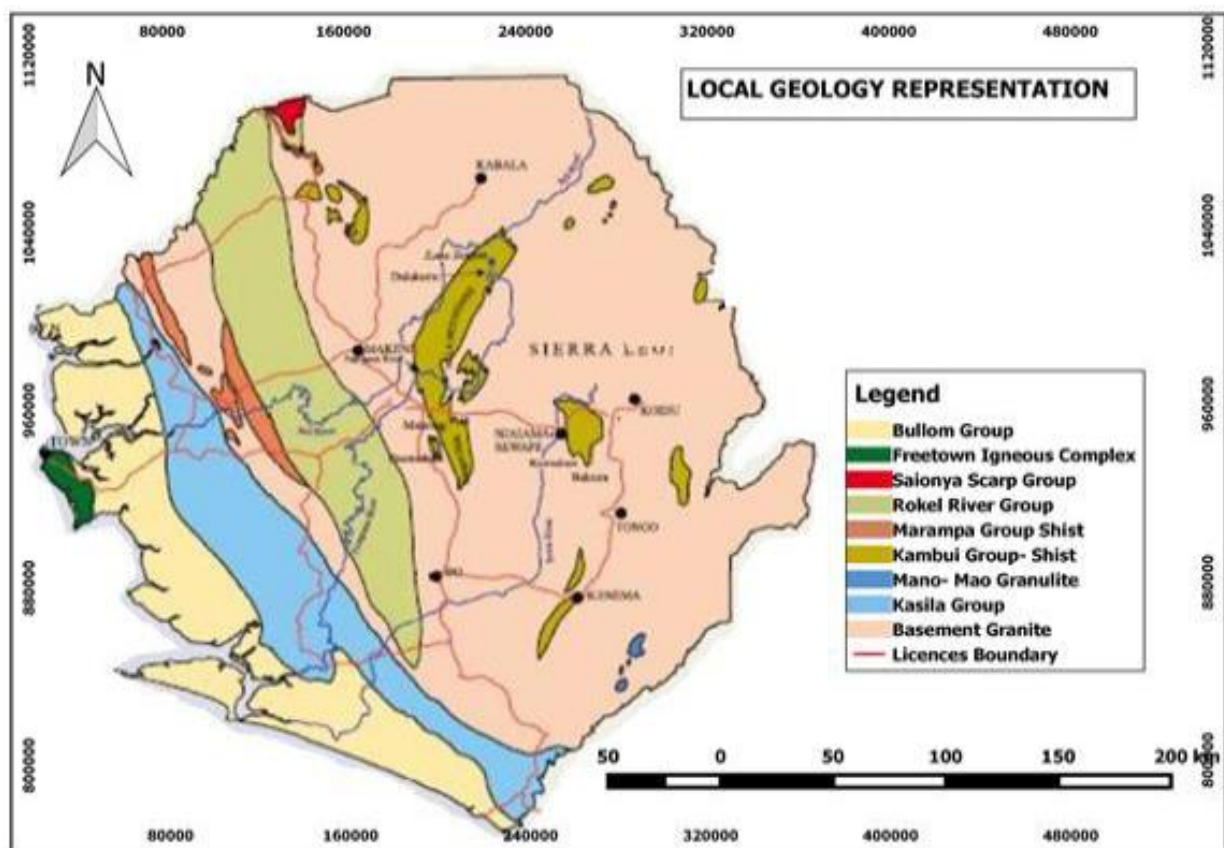 80000 160000 240000 320000 400000 480000
1120000 1120000
N
LOCAL GEOLOGY REPRESENTATION
KABALA
1040000 1040000
MAKENI
SIERRA
Legend
Bullom Group
Freetown Igneous Complex
Saionya Scarp Group
Rokel River Group
Marampa Group Shist
Kambui Group- Shist
Mano- Mao Granulite
Kasila Group
Basement Granite
Licences Boundary
960000 960000
KOIDU
TOWN
TONGO
880000 880000
KENEMA
800000 800000
50 0 50 100 150 200 km
80000 160000 240000 320000 400000 480000